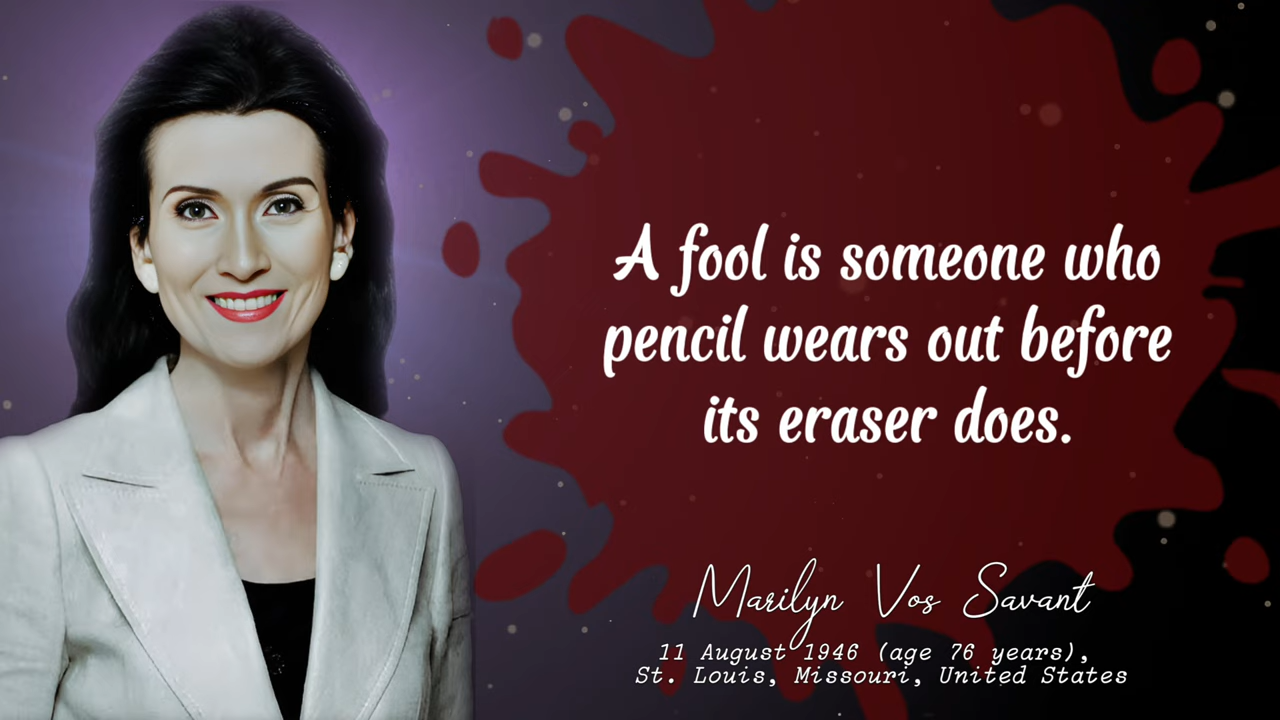 A fool is someone who
pencil wears out before
its eraser does.
Marilyn Vos Savant
11 August 1946 (age 76 years),
St. Louis, Missouri, United States